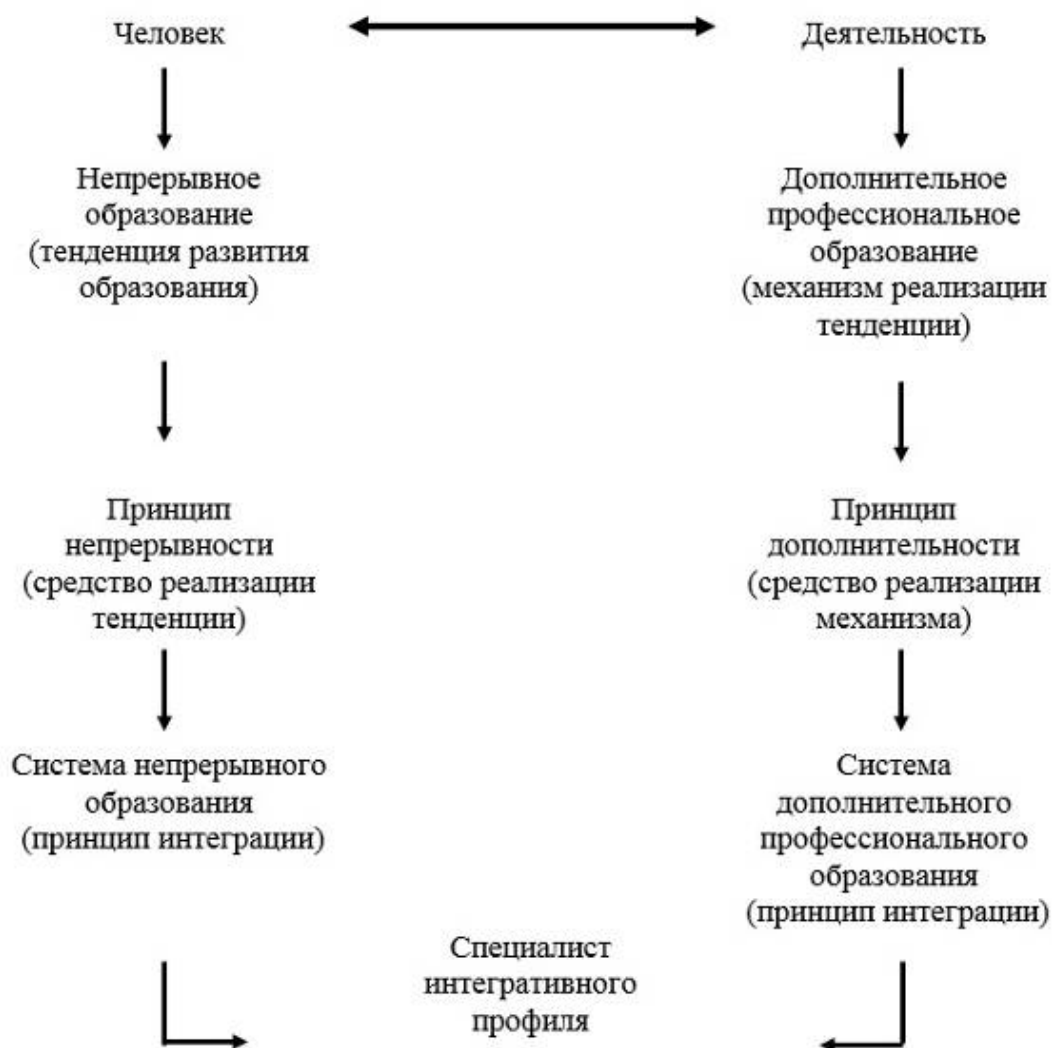 Человек
Деятельность
Непрерывное
образование
(тенденция развития
образования)
Дополнительное
профессиональное
образование
(механизм реализации
тенденции)
Принцип
непрерывности
(средство реализации
тенденции)
Принцип
дополнительности
(средство реализации
механизма)
Система непрерывного
образования
(принцип интеграции)
Система
дополнительного
профессионального
образования
(принцип интеграции)
Специалист
интегративного
профиля